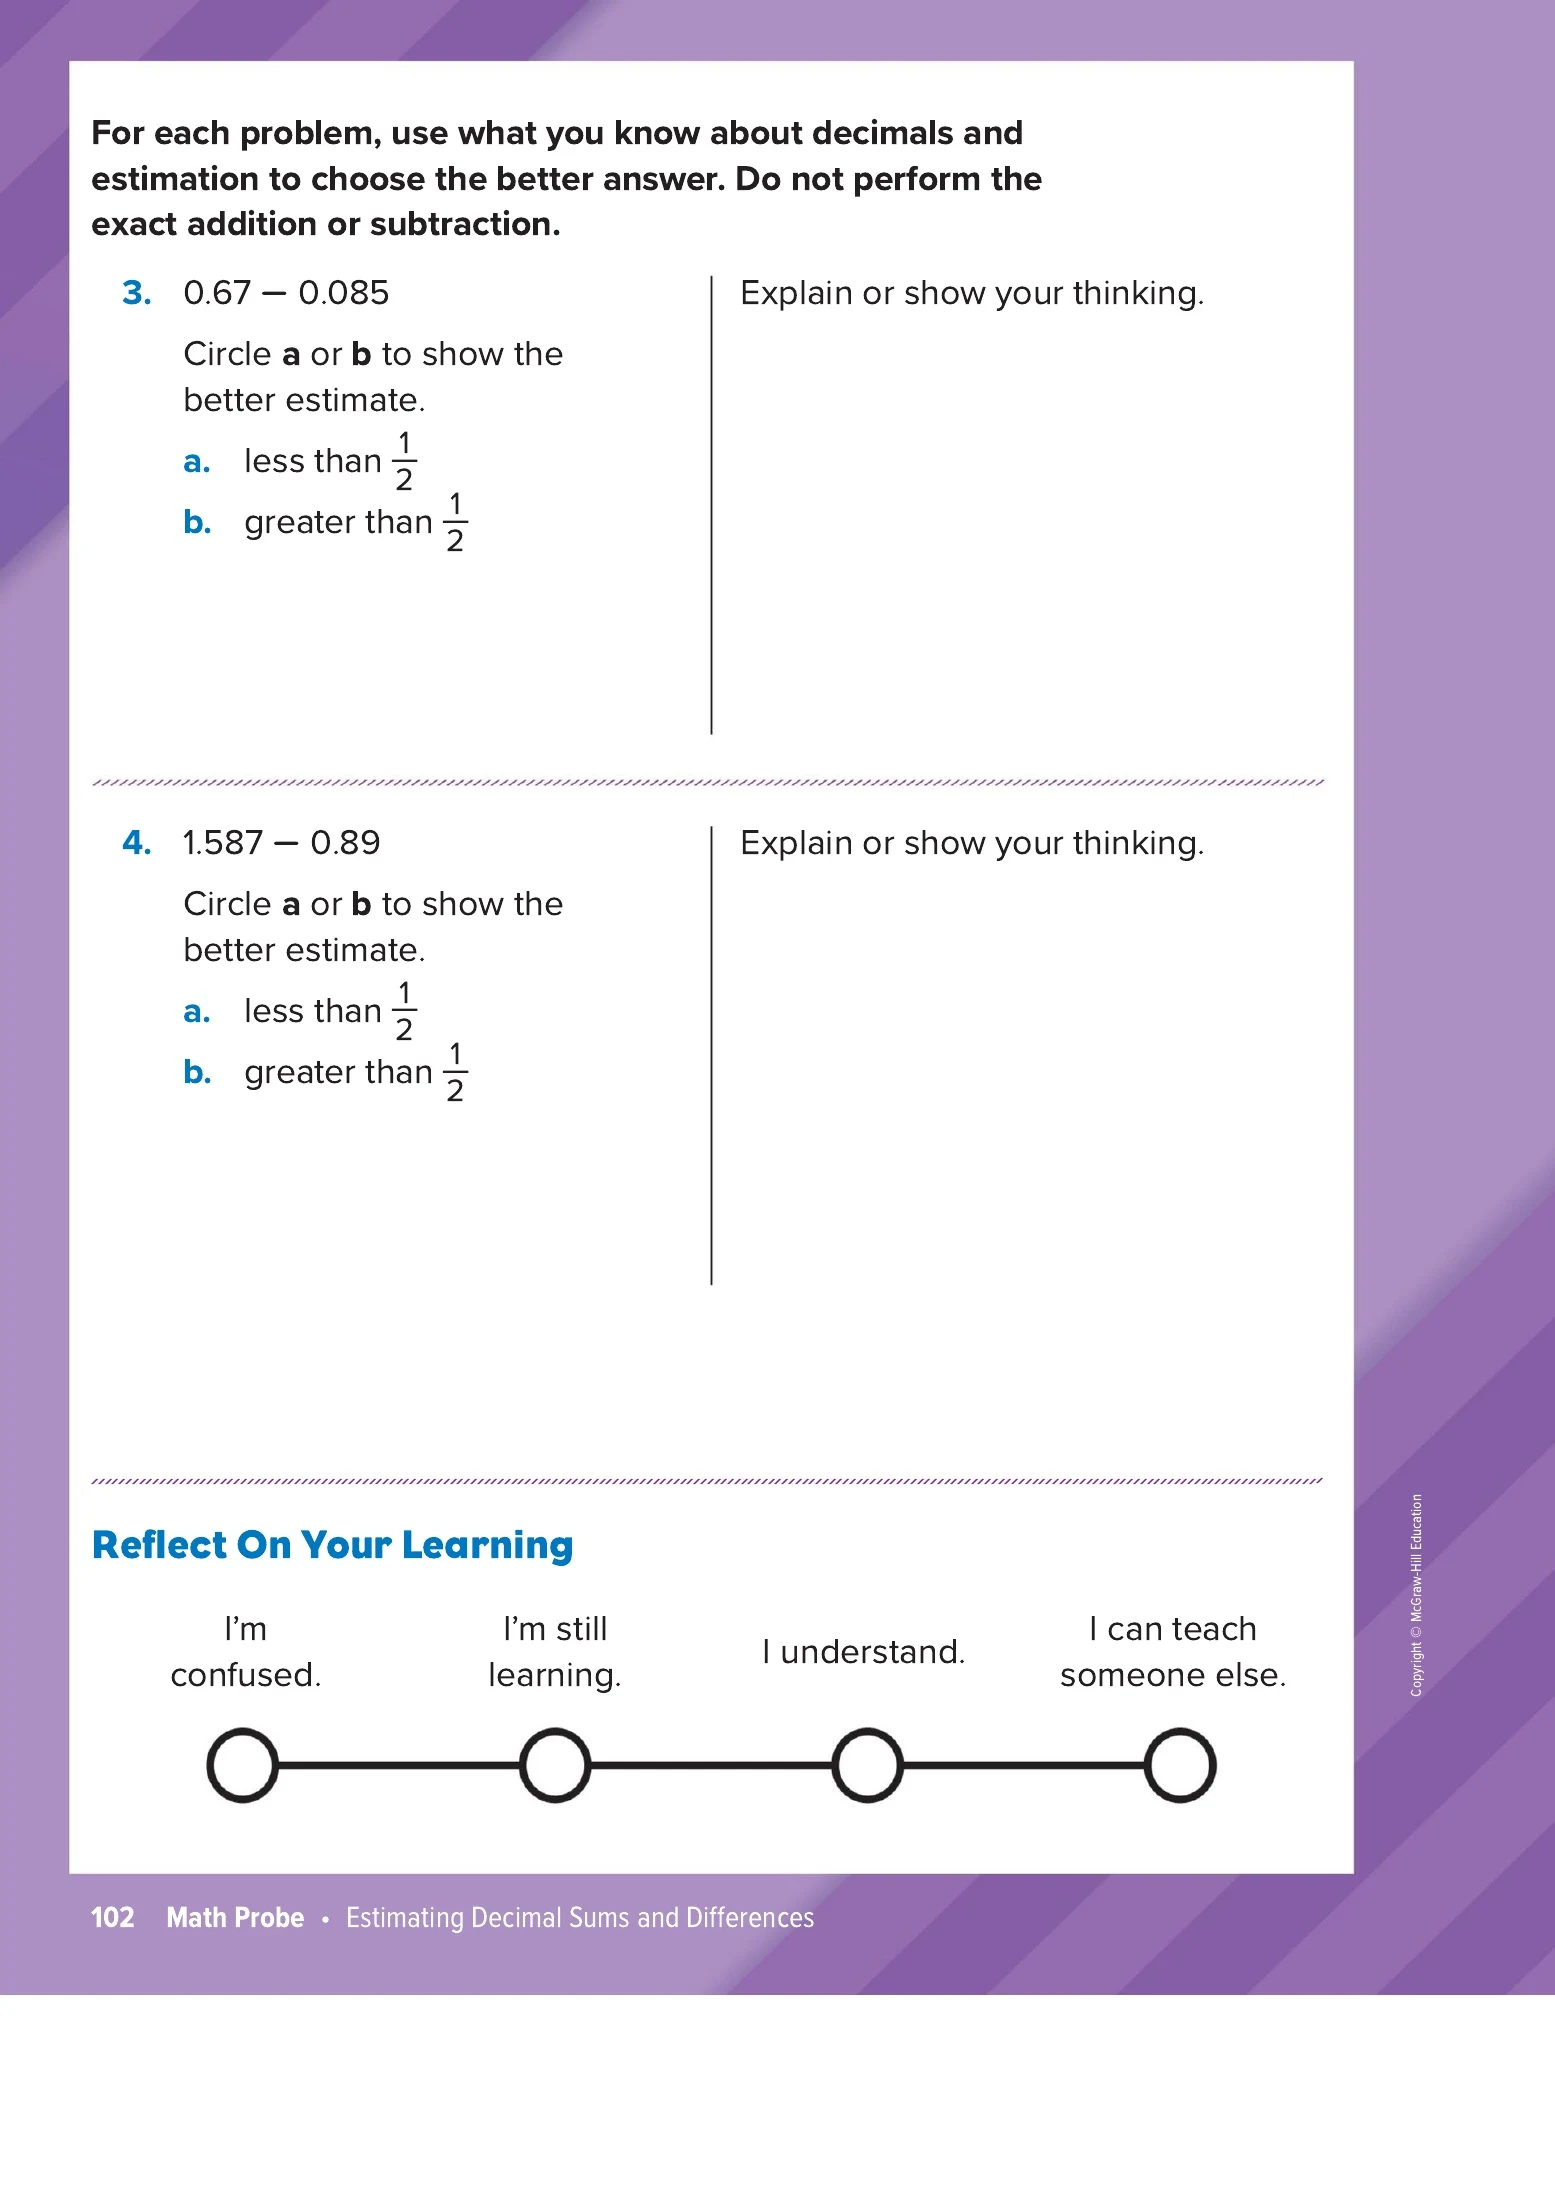 For each problem, use what you know about decimals and
estimation to choose the better answer. Do not perform the
exact addition or subtraction.
3. 0.67 — 0.085
Circle a or b to show the
better estimate.
a. less than 1/2
b. greater than 1/2
Explain or show your thinking.
4. 1.587 — 0.89
Circle a or b to show the
better estimate.
a. less than 1/2
b. greater than 1/2
Explain or show your thinking.
Reflect On Your Learning
I’m
confused.
I’m still
learning.
I understand.
I can teach
someone else.
Copyright © McGraw-Hill Education
102 Math Probe • Estimating Decimal Sums and Differences